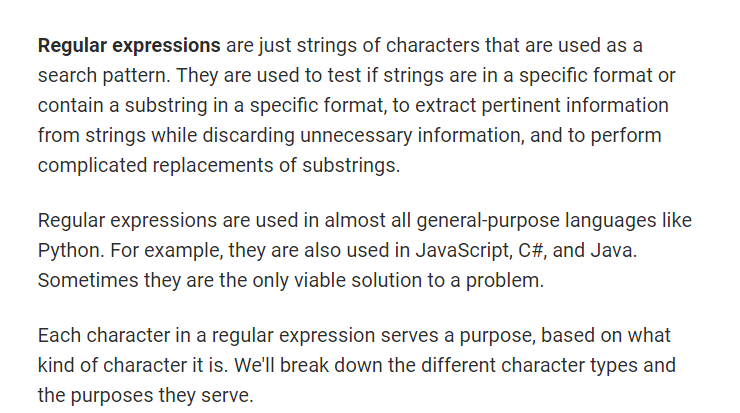 Regular expressions are just strings of characters that are used as a
search pattern. They are used to test if strings are in a specific format or
contain a substring in a specific format, to extract pertinent information
from strings while discarding unnecessary information, and to perform
complicated replacements of substrings.
Regular expressions are used in almost all general-purpose languages like
Python. For example, they are also used in JavaScript, C#, and Java.
Sometimes they are the only viable solution to a problem.
Each character in a regular expression serves a purpose, based on what
kind of character it is. We'll break down the different character types and
the purposes they serve.